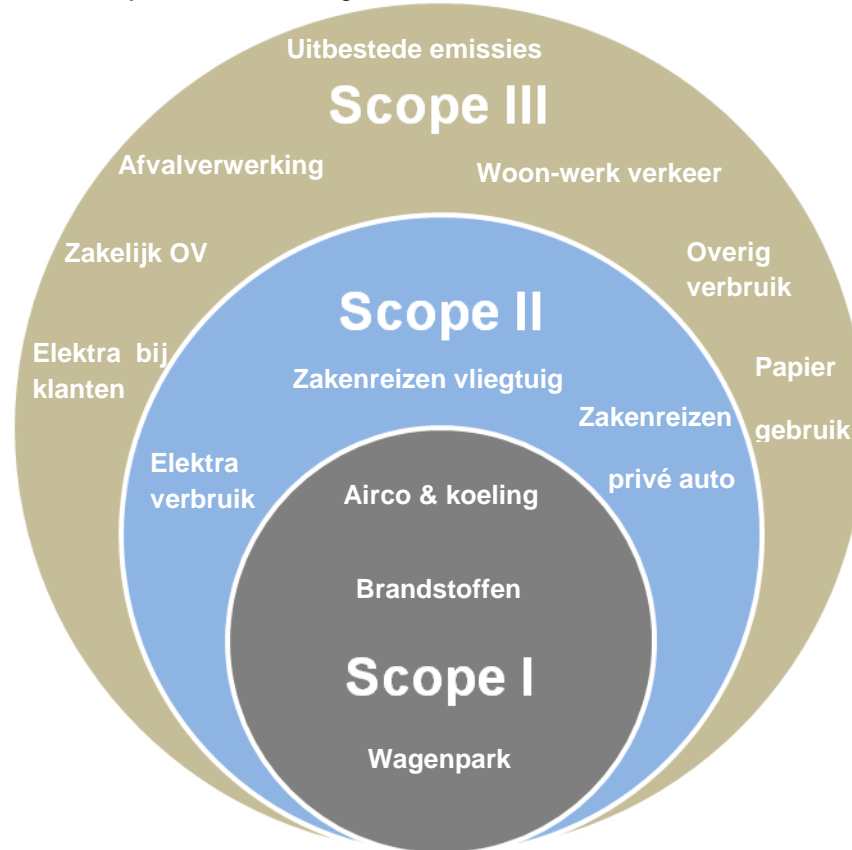 Uitbestede emissies
Scope III
Afvalverwerking
Woon-werk verkeer
Zakelijk OV
Overig
verbruik
Scope II
Elektra bij
klanten
Zakenreizen vliegtuig
Papier
gebruik
Zakenreizen
privé auto
Elektra
verbruik
Airco & koeling
Brandstoffen
Scope I
Wagenpark